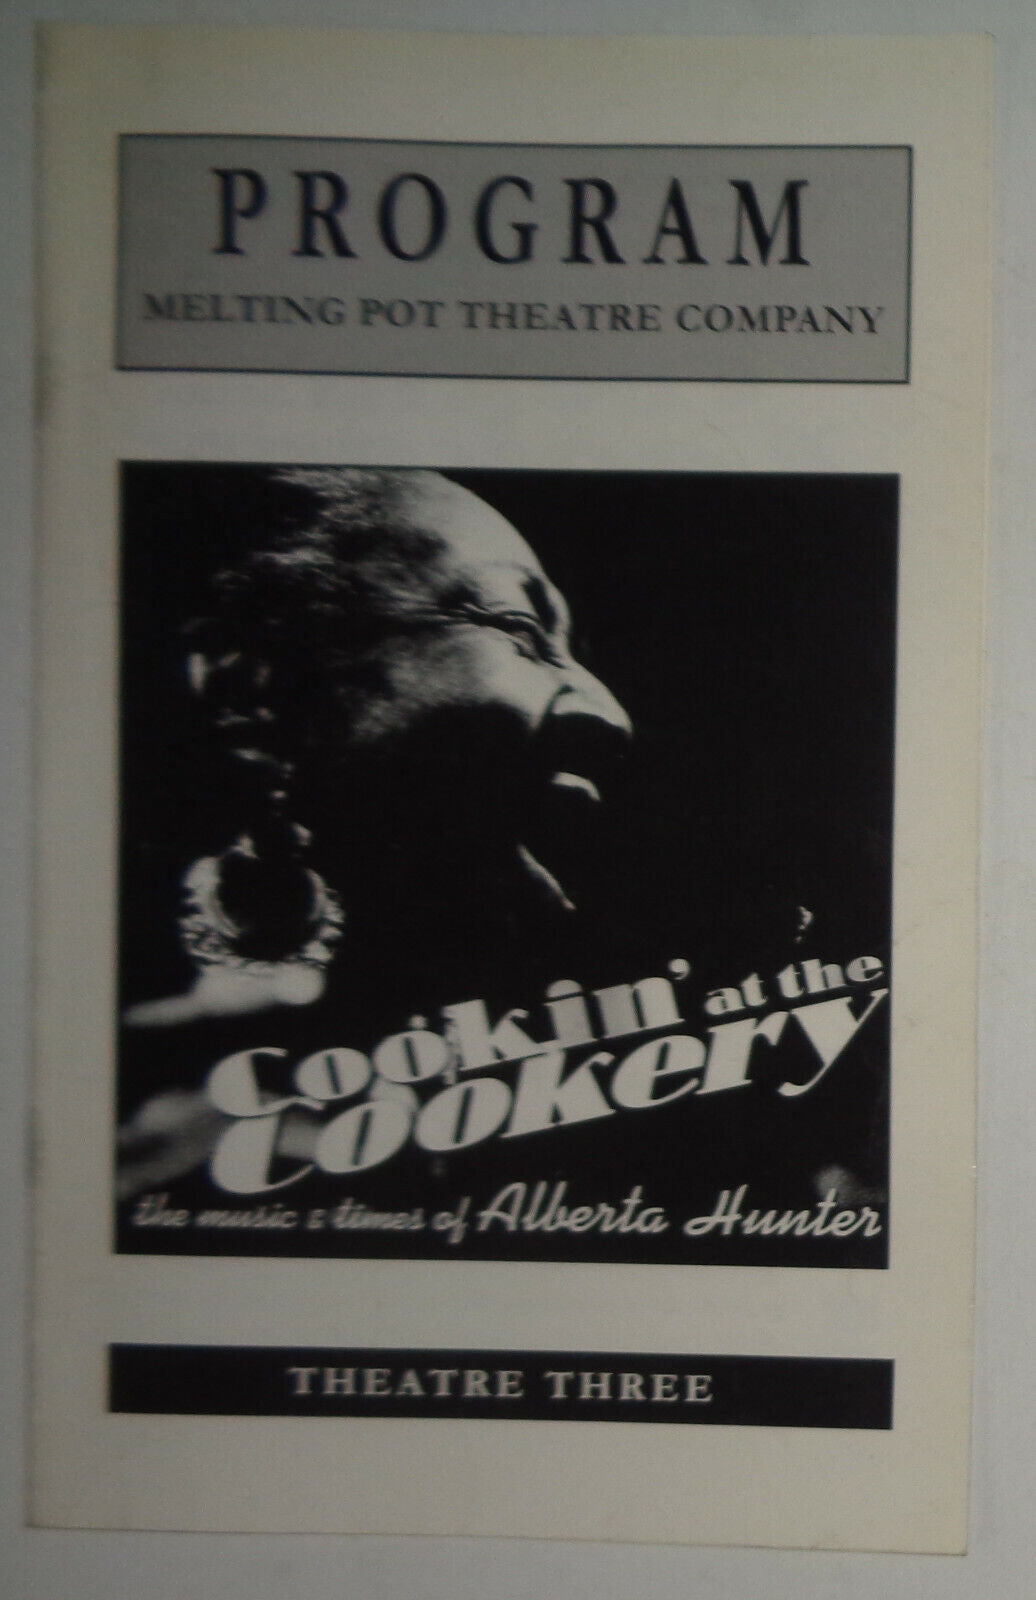 PROGRAM
MELTING POT THEATRE COMPANY
Cookin' at the
Cookery
the music & times of Alberta Hunter
THEATRE THREE